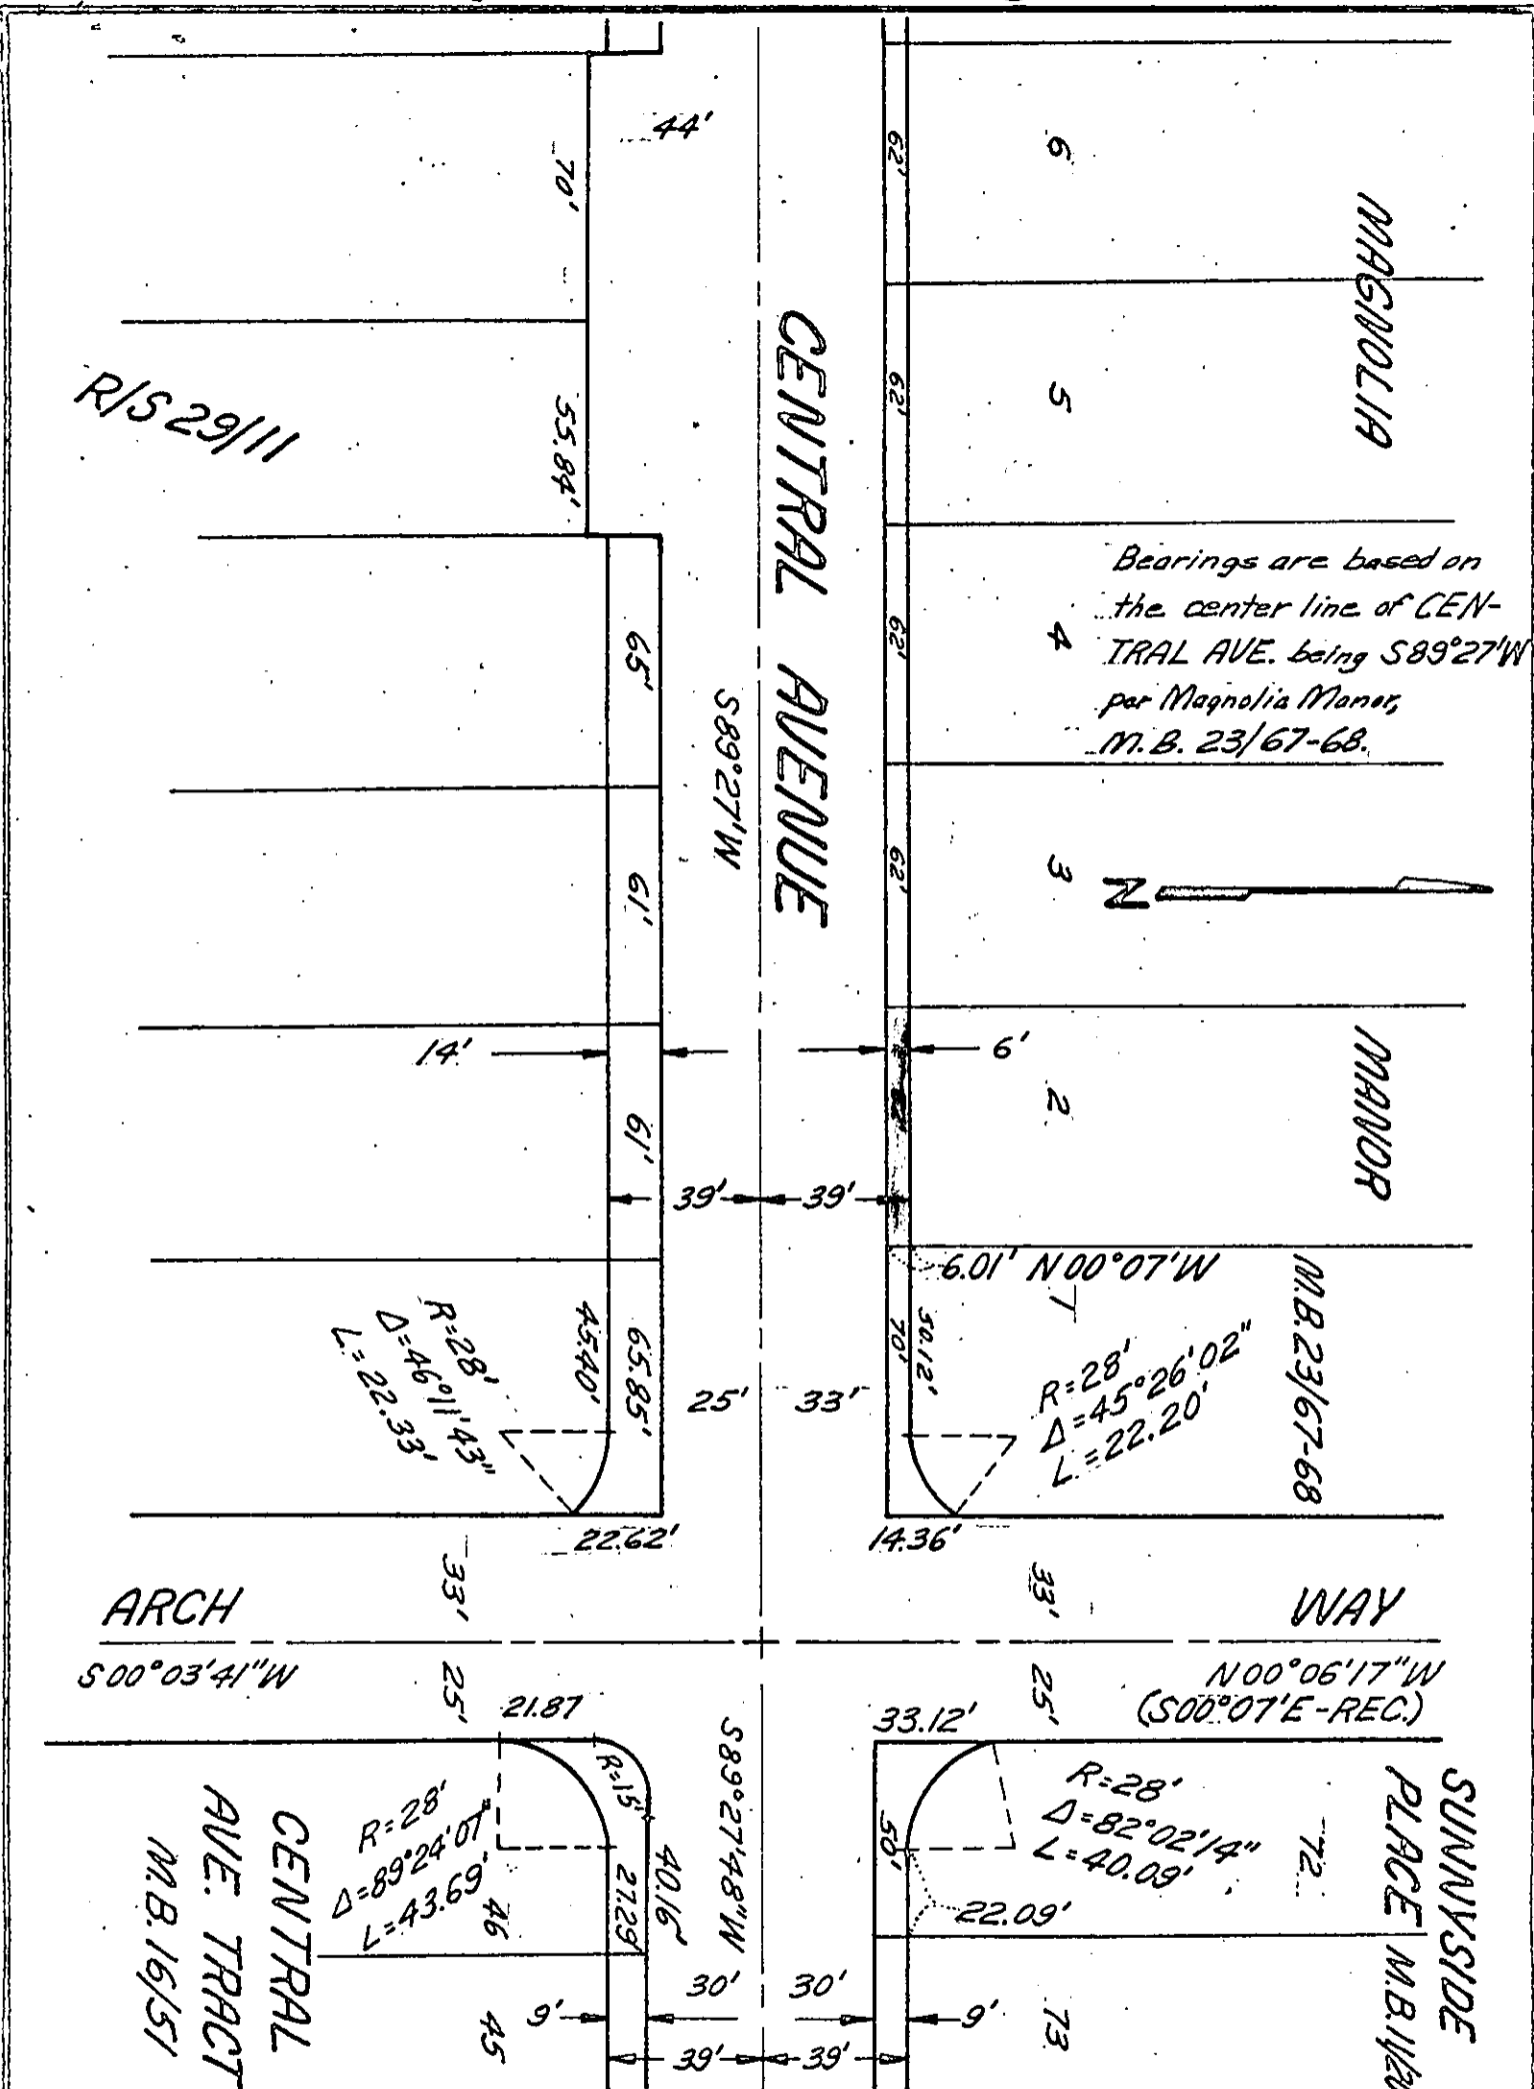 44'
62'
6
70'
MAGNOLIA
CENTRAL AVENUE
62'
5
R/S 29/11
55.84'
Bearings are based on
the center line of CEN-
TRAL AVE. being S89°27'W
per Magnolia Manor,
M.B. 23/67-68.
62'
4
65'
S89°27'W
62'
3
N
61'
14'
6'
2
MANOR
61'
39'
39'
6.01' N00°07'W
1
M.B. 23/67-68
R=28'
Δ=46°11'43"
L=22.33'
45.40'
65.85'
25'
33'
70'
50.12'
R=28'
Δ=45°26'02"
L=22.20'
22.62'
14.36'
33'
33'
ARCH
WAY
S00°03'41"W
25'
25'
N00°06'17"W
(S00°07'E-REC.)
21.87
33.12'
R=15'
S89°27'48"W
R=28'
Δ=89°24'07"
L=43.69'
46
27.29'
40.16'
50'
R=28'
Δ=82°02'14"
L=40.09'
72
22.09'
SUNNYSIDE
PLACE M.B.
CENTRAL
AVE. TRACT
M.B. 16/51
30'
30'
9'
9'
45
73
39'
39'